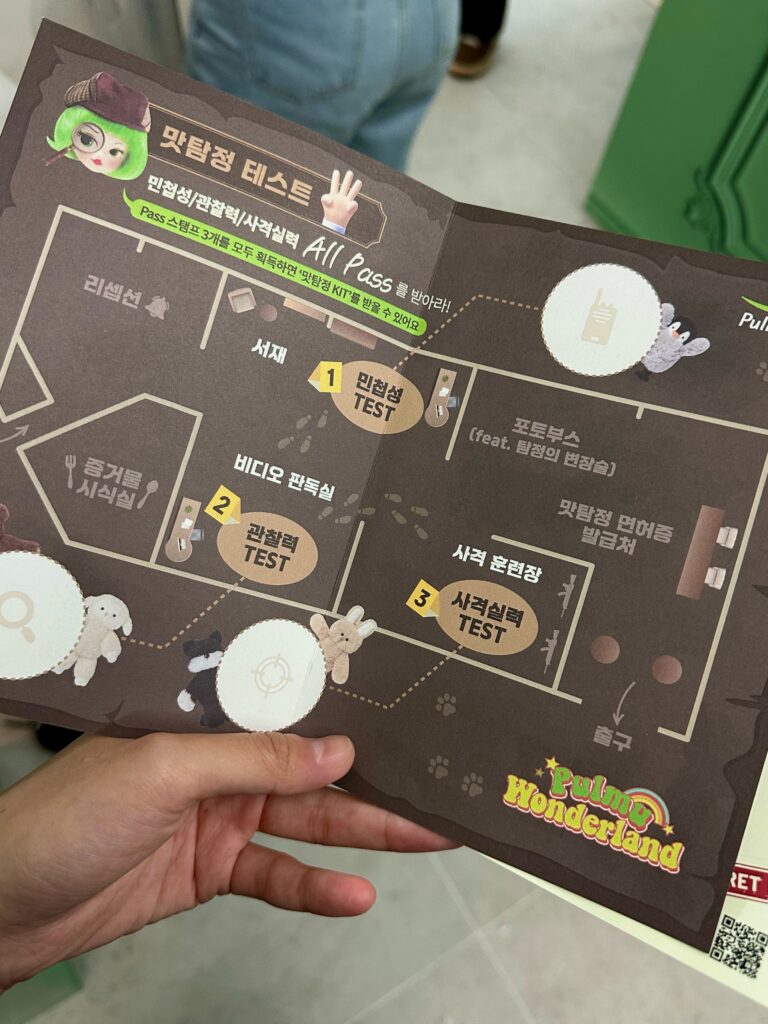 맛탐정 테스트
민첩성/관찰력/사격실력 All Pass를 받아라!
Pass 스탬프 3개를 모두 획득하면 '맛탐정 KIT'를 받을 수 있어요
리셉션
서재
1
민첩성
TEST
포토부스
(feat. 탐정의 변장술)
증거물
시식실
비디오 판독실
2
관찰력
TEST
맛탐정 면허증
발급처
사격 훈련장
3
사격실력
TEST
출구
Pulmu
Wonderland